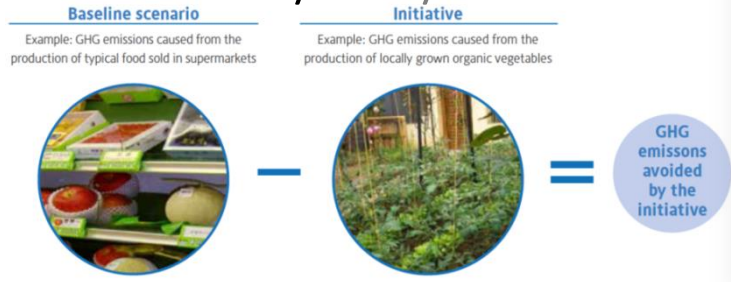 Baseline scenario
Initiative
Example: GHG emissions caused from the
production of typical food sold in supermarkets
Example: GHG emissions caused from the
production of locally grown organic vegetables
GHG
emissons
avoided
by the
initiative